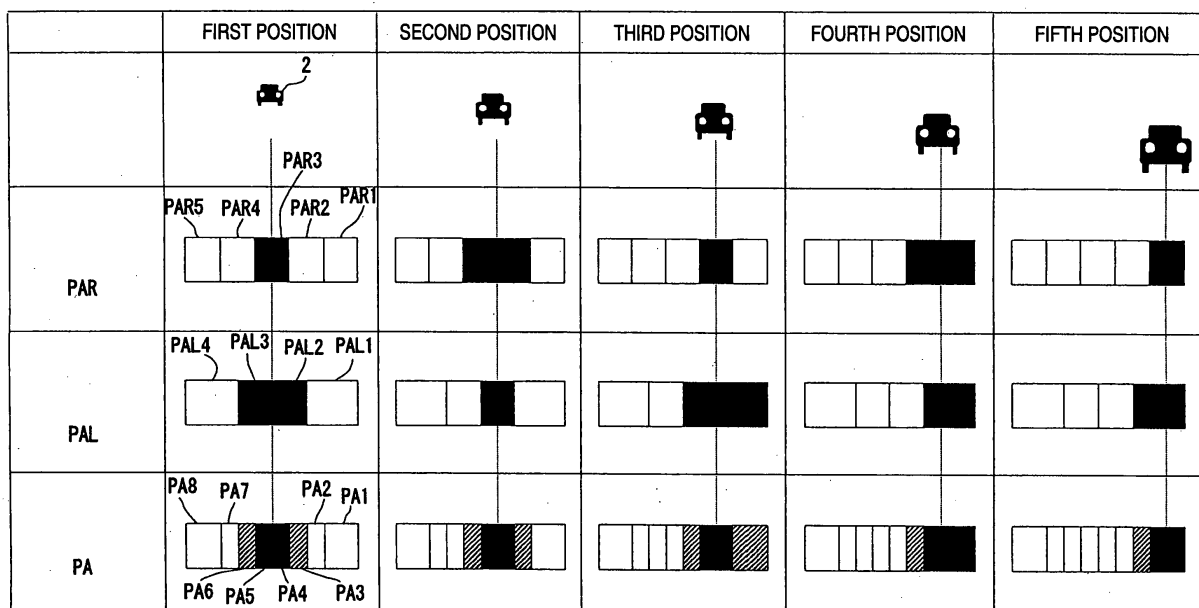 FIRST POSITION SECOND POSITION THIRD POSITION FOURTH POSITION FIFTH POSITION
2
PAR3
PAR5 PAR4 PAR2 PAR1
PAR
PAL4 PAL3 PAL2 PAL1
PAL
PA8 PA7 PA2 PA1
PA
PA6 PA5 PA4 PA3